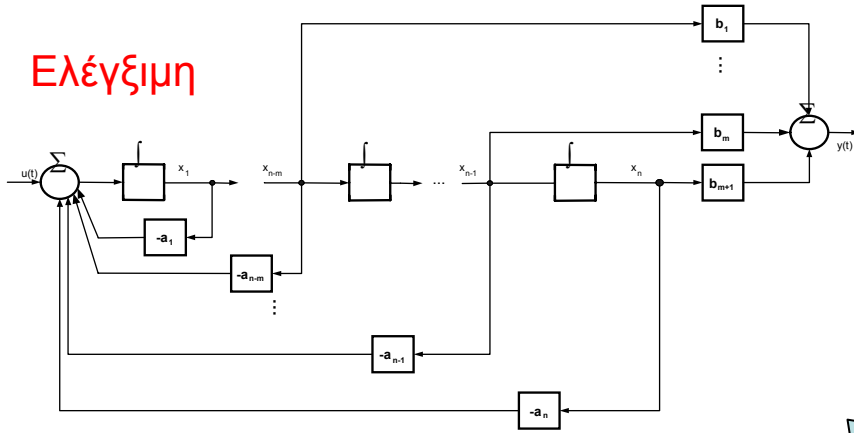 Ελέγξιμη
b1
⋮
Σ
bm
y(t)
bm+1
u(t)
Σ
∫
x1
xn-m
∫
...
xn-1
∫
xn
-a1
-an-m
⋮
-an-1
-an